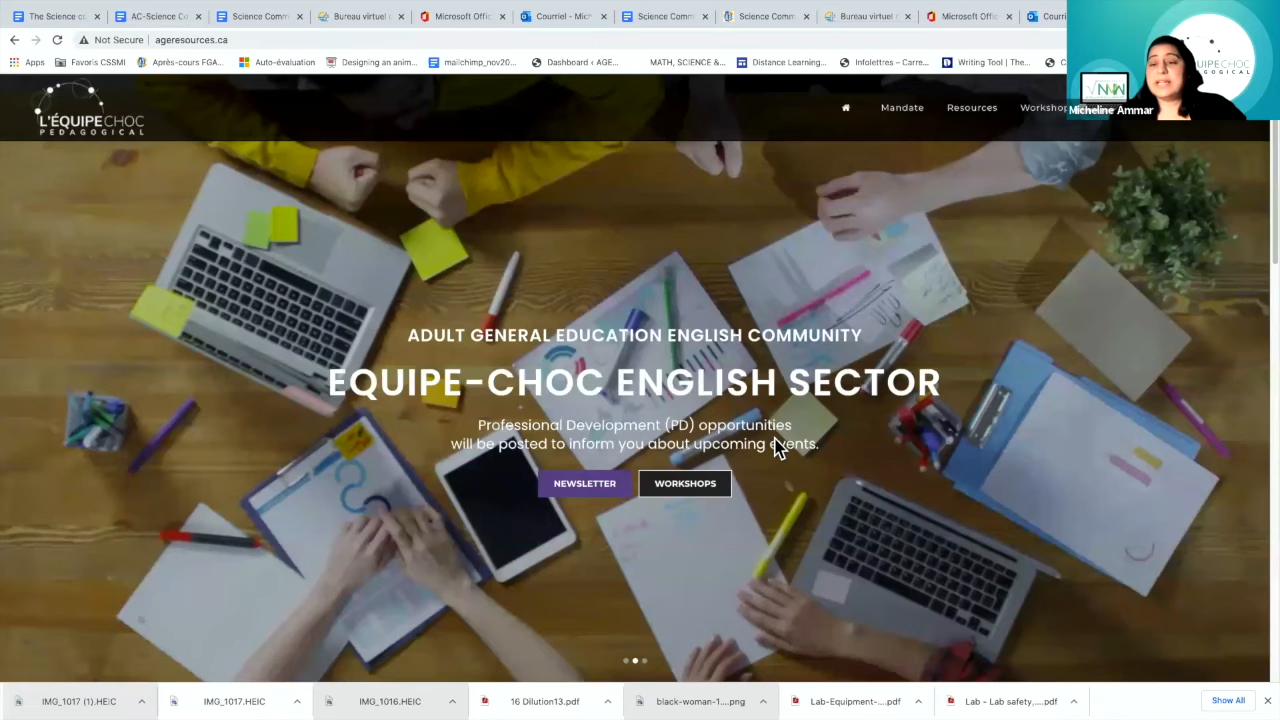 The Science co
AC-Science Co
Science Comm
Bureau virtuel
Microsoft Offic
Courriel - Mich
Science Comm
Science Comm
Bureau virtuel
Microsoft Offic
Courri
Not Secure
ageresources.ca
Apps
Favoris CSSMI
Après-cours FGA...
Auto-évaluation
Designing an anim...
mailchimp_nov20...
Dashboard ‹ AGE...
MATH, SCIENCE &...
Distance Learning...
Infolettres – Carre...
Writing Tool | The...
L'ÉQUIPECHOC
PEDAGOGICAL
Mandate
Resources
Workshop
Micheline Ammar
ADULT GENERAL EDUCATION ENGLISH COMMUNITY
EQUIPE-CHOC ENGLISH SECTOR
Professional Development (PD) opportunities
will be posted to inform you about upcoming events.
NEWSLETTER
WORKSHOPS
IMG_1017 (1).HEIC
IMG_1017.HEIC
IMG_1016.HEIC
16 Dilution13.pdf
black-woman-1....png
Lab-Equipment-....pdf
Lab - Lab safety,....pdf
Show All